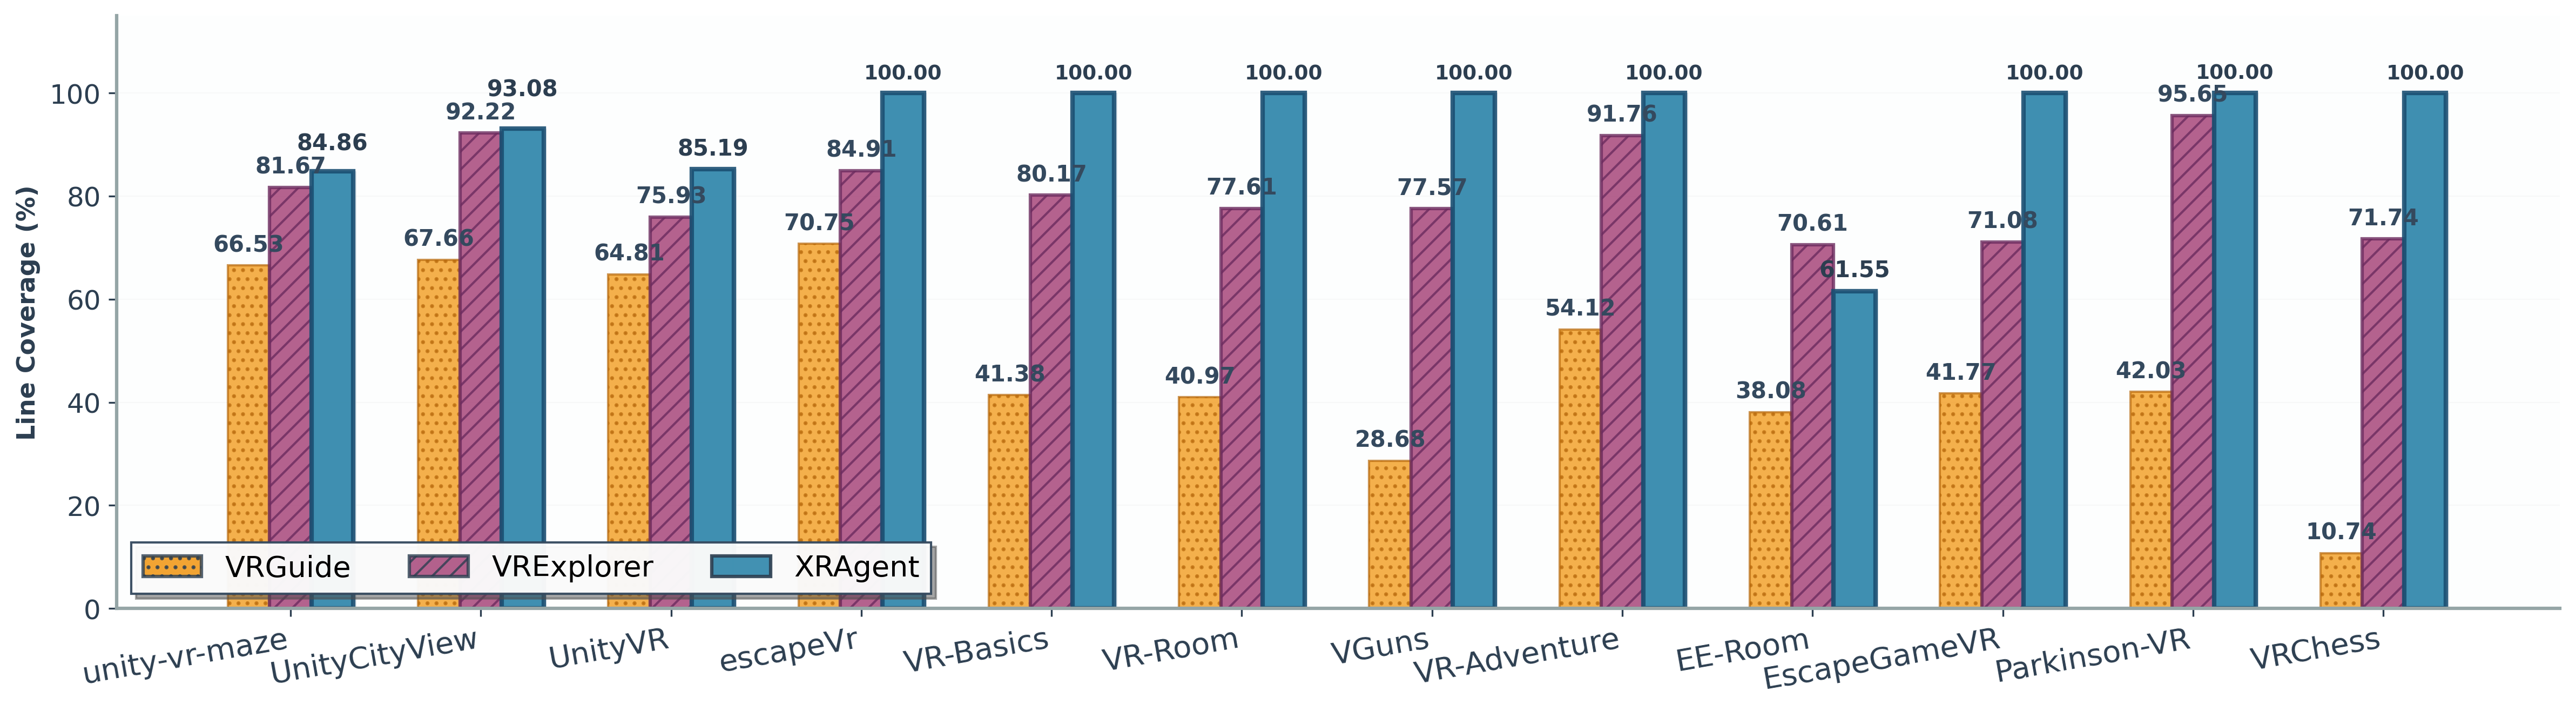 Line Coverage (%)
100
80
60
40
20
0
66.53
81.67
84.86
67.66
92.22
93.08
64.81
75.93
85.19
70.75
84.91
100.00
41.38
80.17
100.00
40.97
77.61
100.00
28.68
77.57
100.00
54.12
91.76
100.00
38.08
70.61
61.55
41.77
71.08
100.00
42.03
95.65
100.00
10.74
71.74
100.00
VRGuide
VRExplorer
XRAgent
unity-vr-maze
UnityCityView
UnityVR
escapeVr
VR-Basics
VR-Room
VGuns
VR-Adventure
EE-Room
EscapeGameVR
Parkinson-VR
VRChess